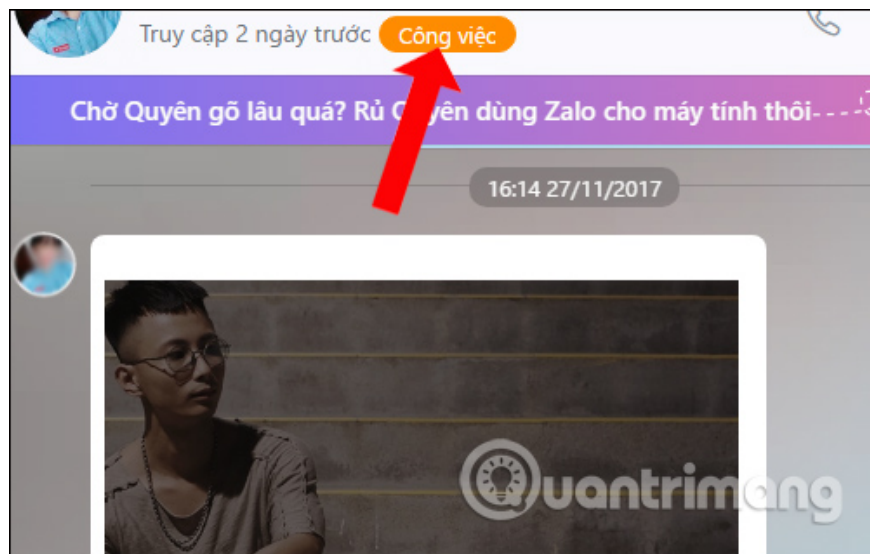 Truy cập 2 ngày trước Công việc
Chờ Quyên gõ lâu quá? Rủ Quyên dùng Zalo cho máy tính thôi
16:14 27/11/2017
Quantrimang